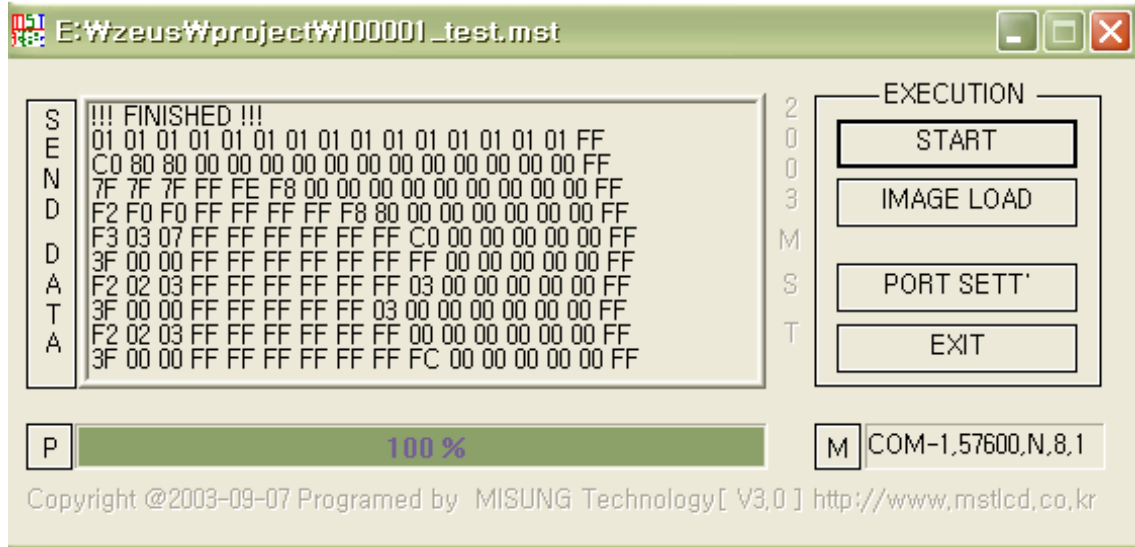 E:₩zeus₩project₩I00001_test.mst
SEND DATA
!!! FINISHED !!!
01 01 01 01 01 01 01 01 01 01 01 01 01 01 01 FF
C0 80 80 00 00 00 00 00 00 00 00 00 00 00 00 FF
7F 7F 7F FF FE F8 00 00 00 00 00 00 00 00 00 FF
F2 F0 F0 FF FF FF FF F8 80 00 00 00 00 00 00 FF
F3 03 07 FF FF FF FF FF FF C0 00 00 00 00 00 FF
3F 00 00 FF FF FF FF FF FF FF 00 00 00 00 00 FF
F2 02 03 FF FF FF FF FF FF 03 00 00 00 00 00 FF
3F 00 00 FF FF FF FF FF 03 00 00 00 00 00 00 FF
F2 02 03 FF FF FF FF FF FF 00 00 00 00 00 00 FF
3F 00 00 FF FF FF FF FF FF FC 00 00 00 00 00 FF
2003 MST
EXECUTION
START
IMAGE LOAD
PORT SETT'
EXIT
P
100 %
M
COM-1,57600,N,8,1
Copyright @2003-09-07 Programed by MISUNG Technology[ V3.0 ] http://www.mstlcd.co.kr